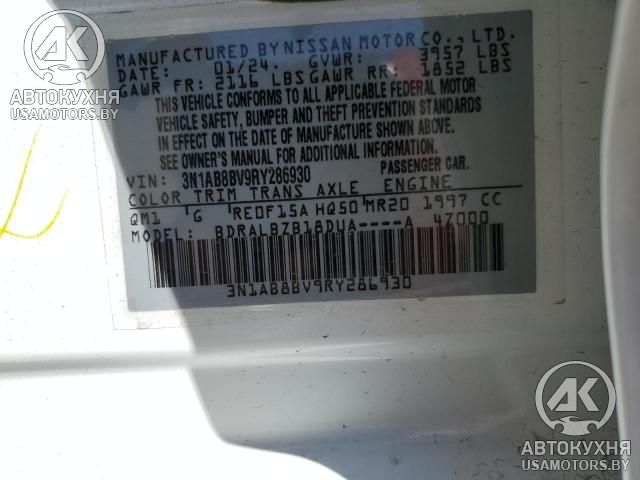 MANUFACTURED BY NISSAN MOTOR CO., LTD.
DATE: 01/24. GVWR: 3957 LBS
GAWR FR: 2116 LBS GAWR RR: 1852 LBS
THIS VEHICLE CONFORMS TO ALL APPLICABLE FEDERAL MOTOR
VEHICLE SAFETY, BUMPER AND THEFT PREVENTION STANDARDS
IN EFFECT ON THE DATE OF MANUFACTURE SHOWN ABOVE.
SEE OWNER'S MANUAL FOR ADDITIONAL INFORMATION.
VIN: 3N1AB8BV9RY286930 PASSENGER CAR.
COLOR TRIM TRANS AXLE ENGINE
QM1 G RE0F15A HQ50 MR20 1997 CC
MODEL: BDRALBZB18DUA----A 47000
3N1AB8BV9RY286930
AK
АВТОКУХНЯ
USAMOTORS.BY
AK
АВТОКУХНЯ
USAMOTORS.BY